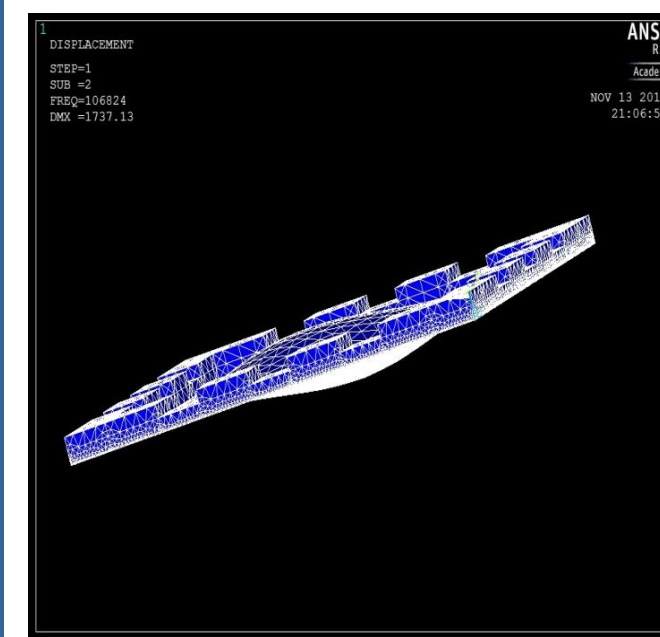 1
DISPLACEMENT
STEP=1
SUB =2
FREQ=106824
DMX =1737.13
ANS
R
Acade
NOV 13 201
21:06:5